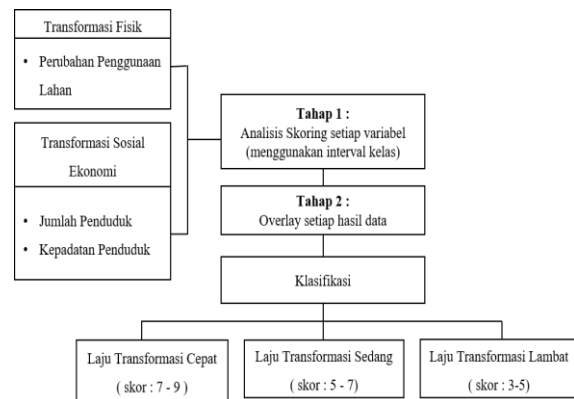 Transformasi Fisik
• Perubahan Penggunaan
Lahan
Transformasi Sosial
Ekonomi
• Jumlah Penduduk
• Kepadatan Penduduk
Tahap 1 :
Analisis Skoring setiap variabel
(menggunakan interval kelas)
Tahap 2 :
Overlay setiap hasil data
Klasifikasi
Laju Transformasi Cepat
( skor : 7 - 9 )
Laju Transformasi Sedang
( skor : 5 - 7)
Laju Transformasi Lambat
( skor : 3-5)